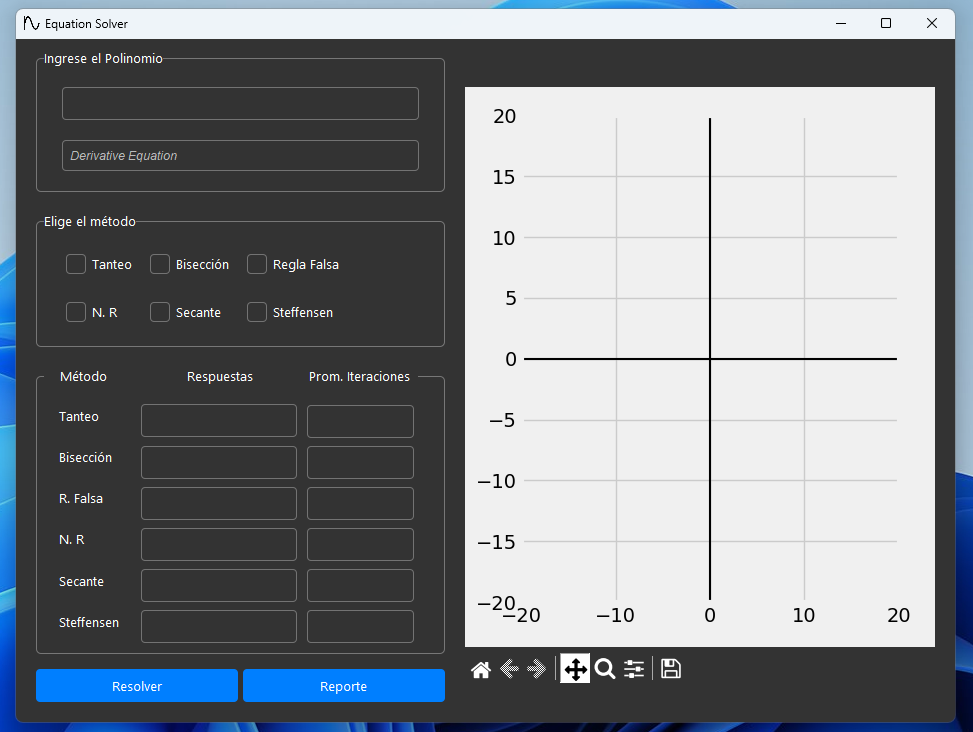 Equation Solver
Ingrese el Polinomio
Derivative Equation
Elige el método
Tanteo Bisección Regla Falsa
N. R Secante Steffensen
Método Respuestas Prom. Iteraciones
Tanteo
Bisección
R. Falsa
N. R
Secante
Steffensen
Resolver Reporte
20
15
10
5
0
−5
−10
−15
−20
−20 −10 0 10 20